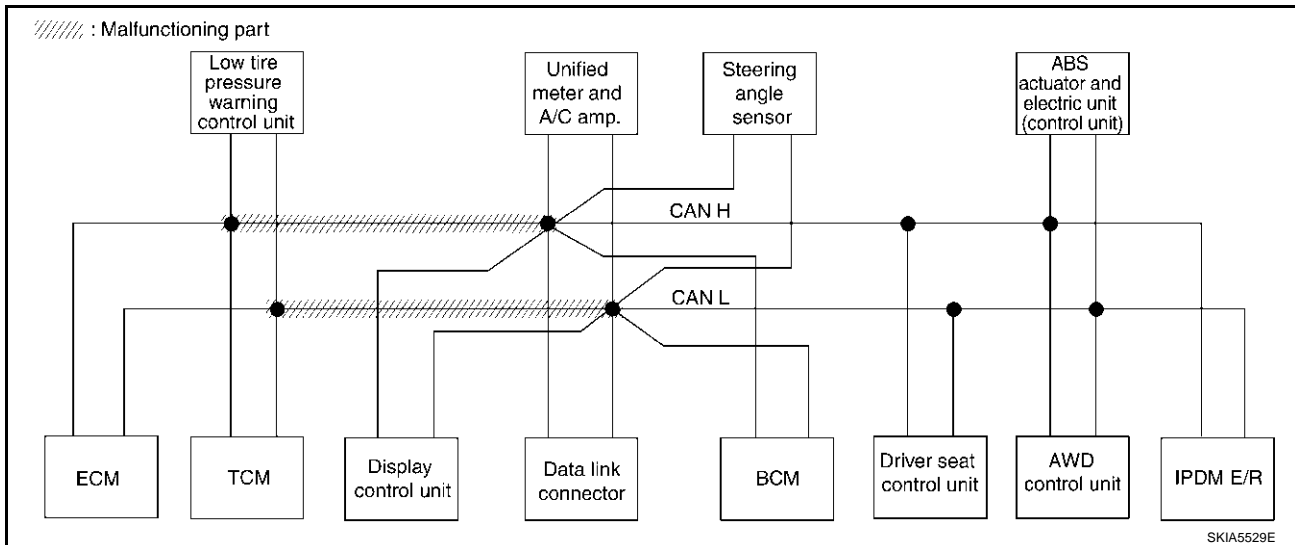 : Malfunctioning part
Low tire
pressure
warning
control unit
Unified
meter and
A/C amp.
Steering
angle
sensor
ABS
actuator and
electric unit
(control unit)
CAN H
CAN L
ECM
TCM
Display
control unit
Data link
connector
BCM
Driver seat
control unit
AWD
control unit
IPDM E/R
SKIA5529E